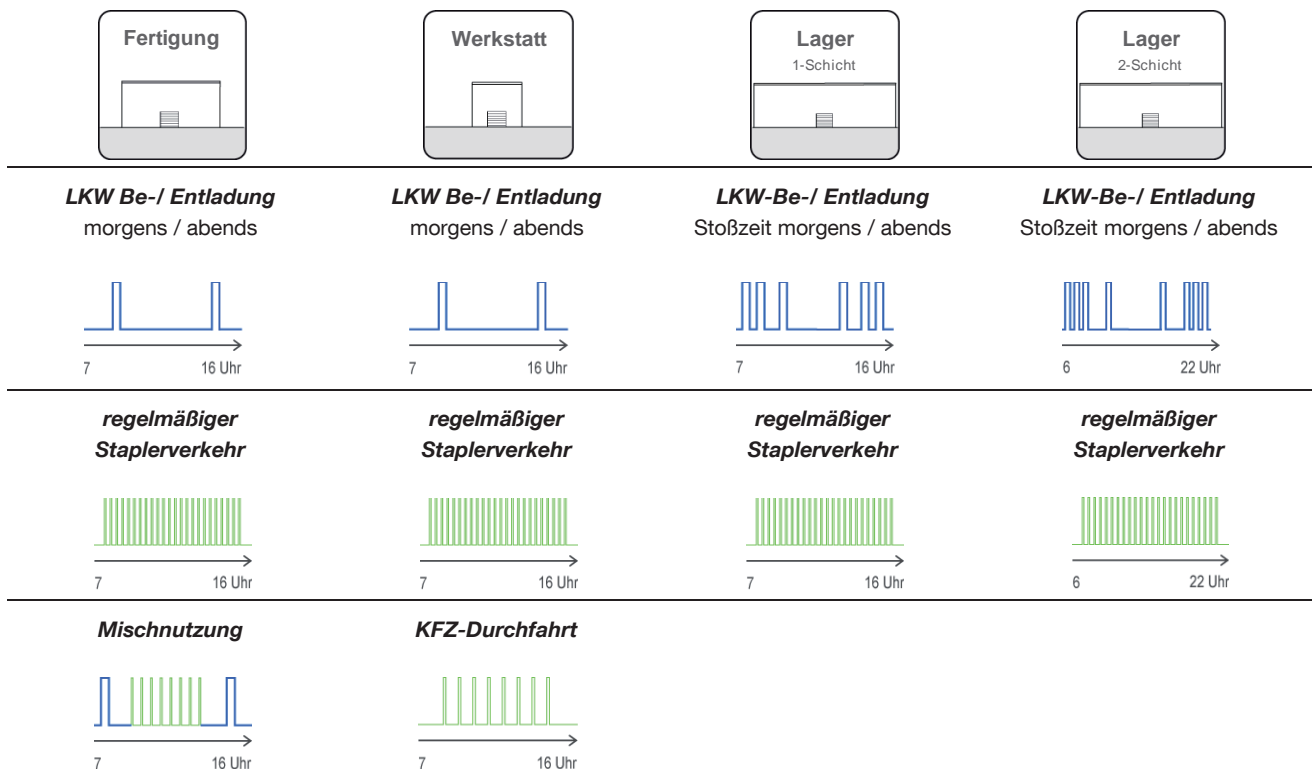 Fertigung
Werkstatt
Lager
1-Schicht
Lager
2-Schicht
LKW Be-/ Entladung
morgens / abends
LKW Be-/ Entladung
morgens / abends
LKW-Be-/ Entladung
Stoßzeit morgens / abends
LKW-Be-/ Entladung
Stoßzeit morgens / abends
7 16 Uhr
7 16 Uhr
7 16 Uhr
6 22 Uhr
regelmäßiger
Staplerverkehr
regelmäßiger
Staplerverkehr
regelmäßiger
Staplerverkehr
regelmäßiger
Staplerverkehr
7 16 Uhr
7 16 Uhr
7 16 Uhr
6 22 Uhr
Mischnutzung
KFZ-Durchfahrt
7 16 Uhr
7 16 Uhr